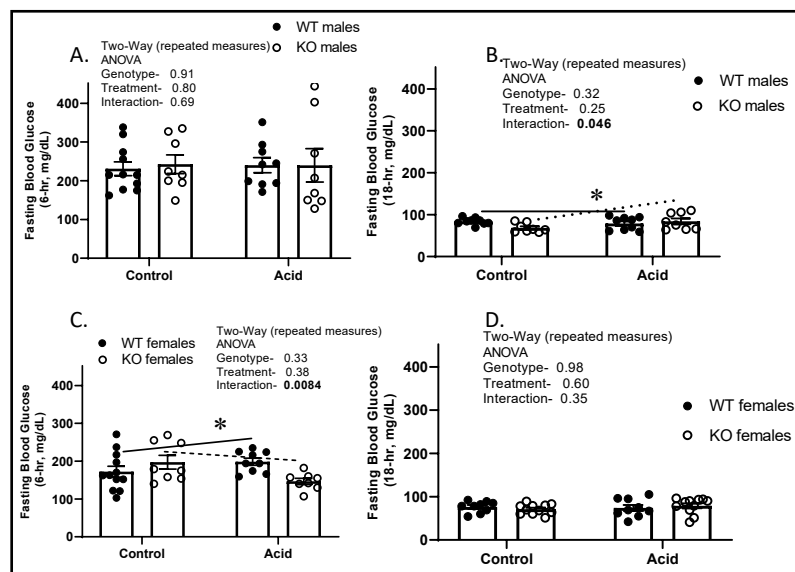 A.
WT males
KO males
Two-Way (repeated measures)
ANOVA
Genotype- 0.91
Treatment- 0.80
Interaction- 0.69
Fasting Blood Glucose
(6-hr, mg/dL)
400
300
200
100
0
Control
Acid
B.
Two-Way (repeated measures)
ANOVA
Genotype- 0.32
Treatment- 0.25
Interaction- 0.046
WT males
KO males
Fasting Blood Glucose
(18-hr, mg/dL)
400
300
200
100
0
*
Control
Acid
C.
WT females
KO females
Two-Way (repeated measures)
ANOVA
Genotype- 0.33
Treatment- 0.38
Interaction- 0.0084
Fasting Blood Glucose
(6-hr, mg/dL)
400
300
200
100
0
*
Control
Acid
D.
Two-Way (repeated measures)
ANOVA
Genotype- 0.98
Treatment- 0.60
Interaction- 0.35
WT females
KO females
Fasting Blood Glucose
(18-hr, mg/dL)
400
300
200
100
0
Control
Acid